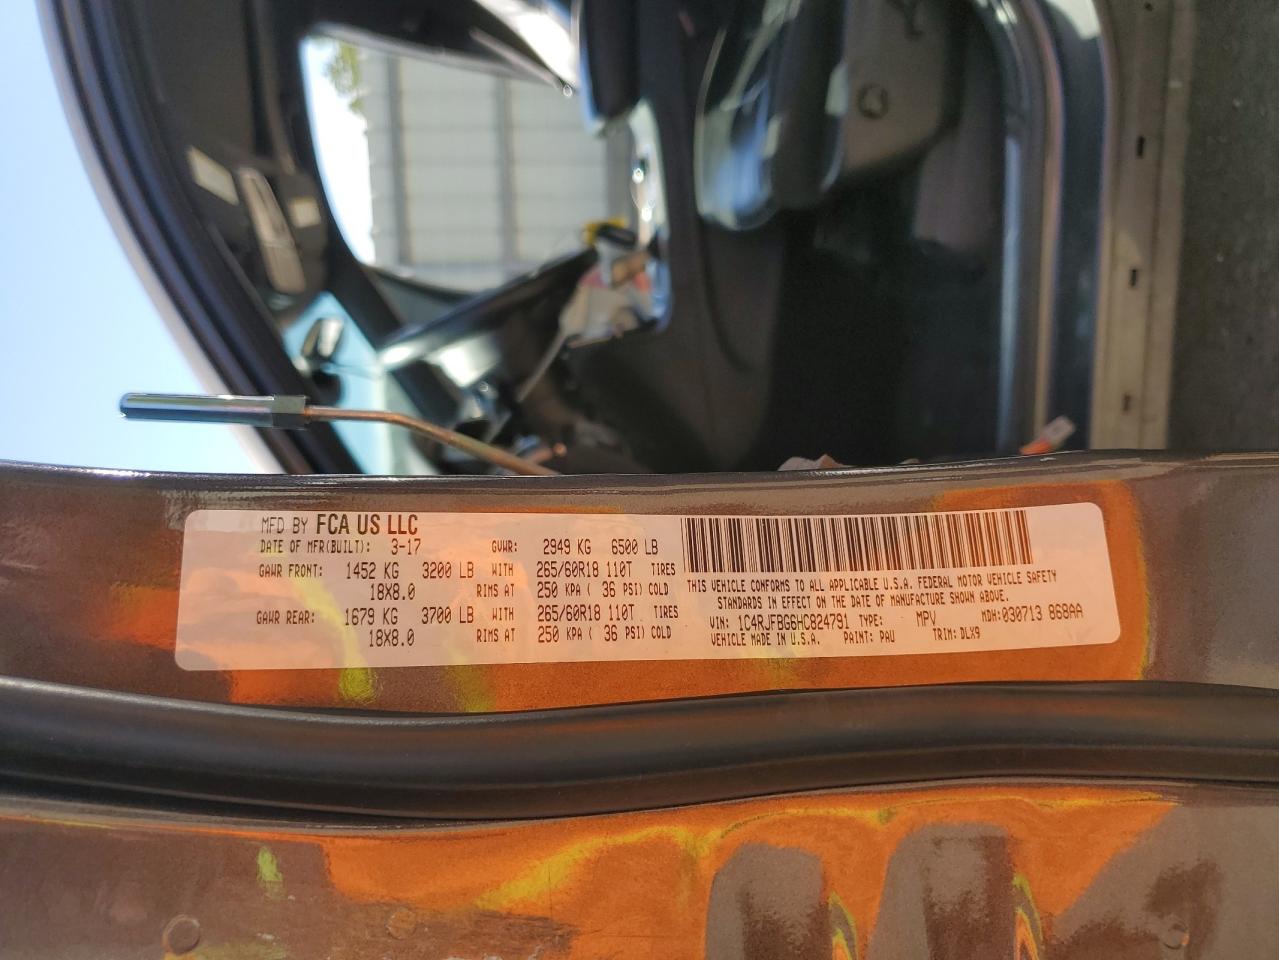 MFD BY FCA US LLC
DATE OF MFR(BUILT): 3-17 GVWR: 2949 KG 6500 LB
GAWR FRONT: 1452 KG 3200 LB WITH 265/60R18 110T TIRES
18X8.0 RIMS AT 250 KPA ( 36 PSI) COLD
GAWR REAR: 1679 KG 3700 LB WITH 265/60R18 110T TIRES
18X8.0 RIMS AT 250 KPA ( 36 PSI) COLD
THIS VEHICLE CONFORMS TO ALL APPLICABLE U.S.A. FEDERAL MOTOR VEHICLE SAFETY
STANDARDS IN EFFECT ON THE DATE OF MANUFACTURE SHOWN ABOVE.
VIN: 1C4RJFBG6HC824791 TYPE: MPV MDH:030713 868AA
VEHICLE MADE IN U.S.A. PAINT: PAU TRIM: DLX9